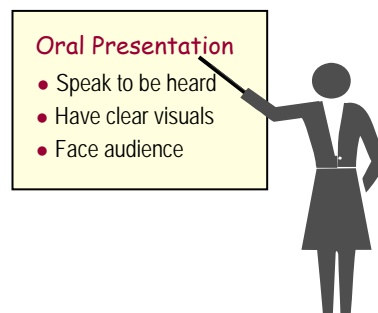 Oral Presentation
• Speak to be heard
• Have clear visuals
• Face audience